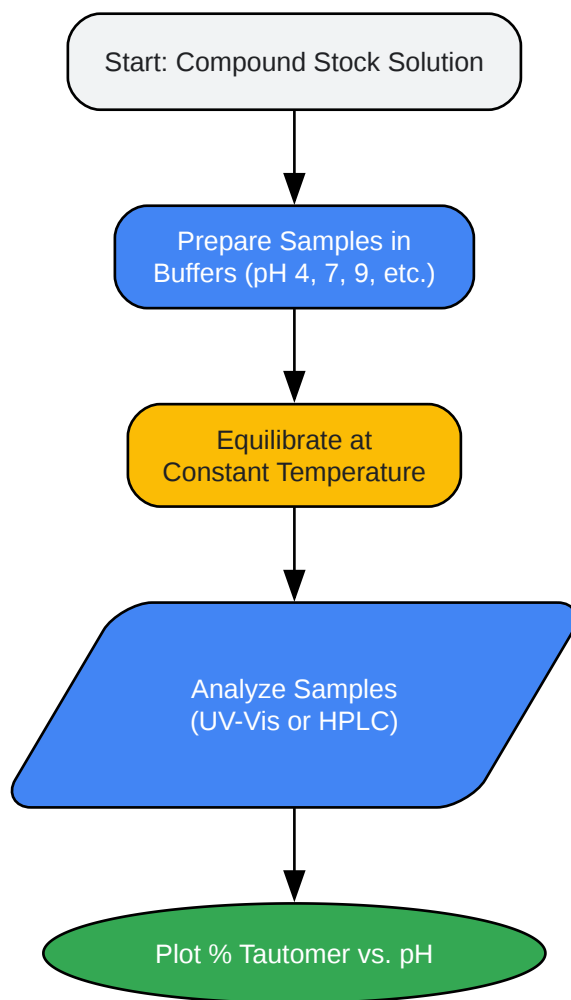 Start: Compound Stock Solution
Prepare Samples in
Buffers (pH 4, 7, 9, etc.)
Equilibrate at
Constant Temperature
Analyze Samples
(UV-Vis or HPLC)
Plot % Tautomer vs. pH